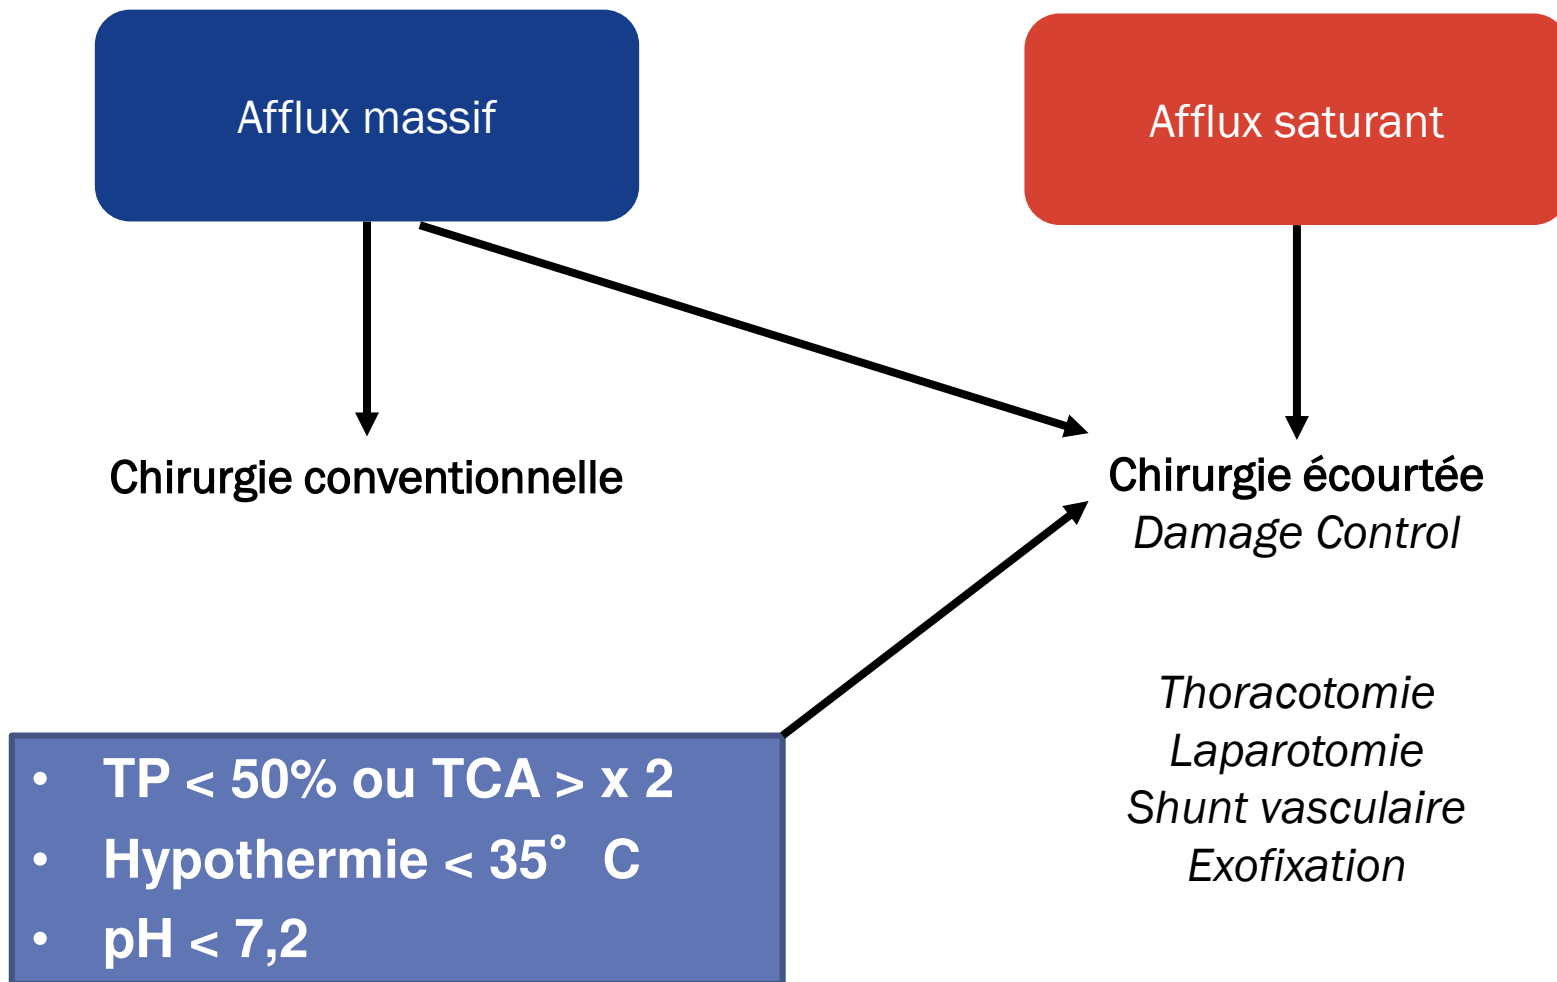 Afflux massif
Afflux saturant
Chirurgie conventionnelle
Chirurgie écourtée
Damage Control
Thoracotomie
Laparotomie
Shunt vasculaire
Exofixation
• TP < 50% ou TCA > x 2
• Hypothermie < 35° C
• pH < 7,2